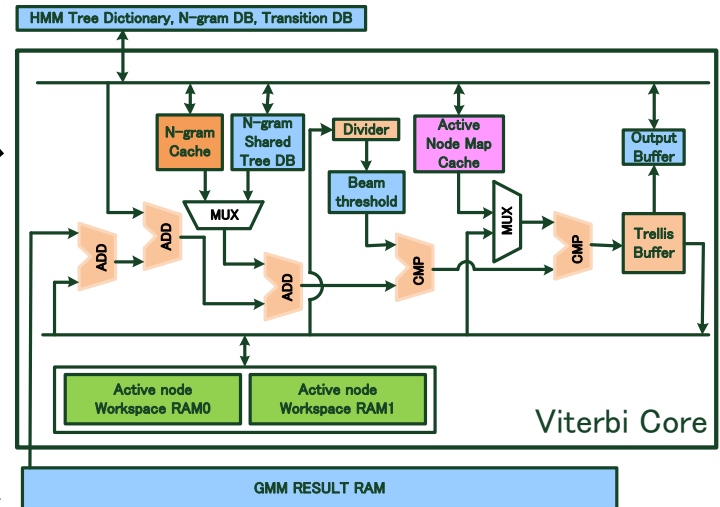 HMM Tree Dictionary, N-gram DB, Transition DB
N-gram
Cache
N-gram
Shared
Tree DB
Divider
Active
Node Map
Cache
Output
Buffer
Beam
threshold
MUX
MUX
ADD
ADD
ADD
CMP
CMP
Trellis
Buffer
Active node
Workspace RAM0
Active node
Workspace RAM1
Viterbi Core
GMM RESULT RAM